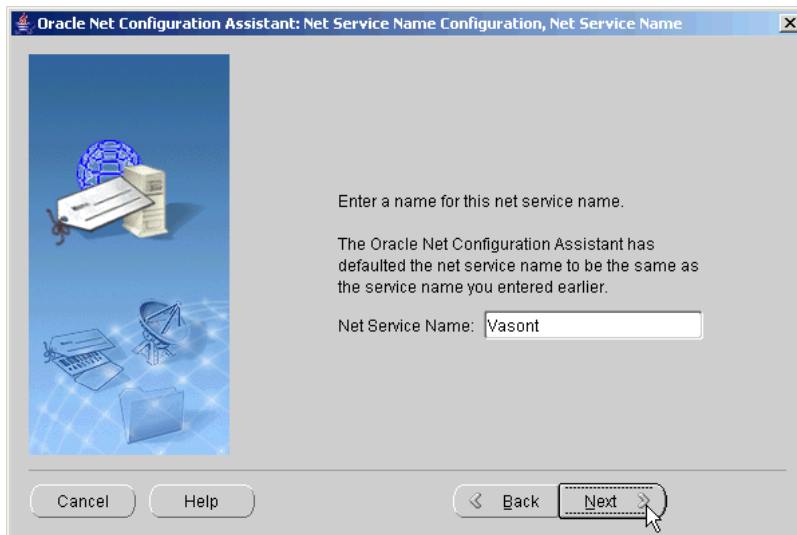 Oracle Net Configuration Assistant: Net Service Name Configuration, Net Service Name
Enter a name for this net service name.
The Oracle Net Configuration Assistant has
defaulted the net service name to be the same as
the service name you entered earlier.
Net Service Name: Vasont
Cancel Help Back Next